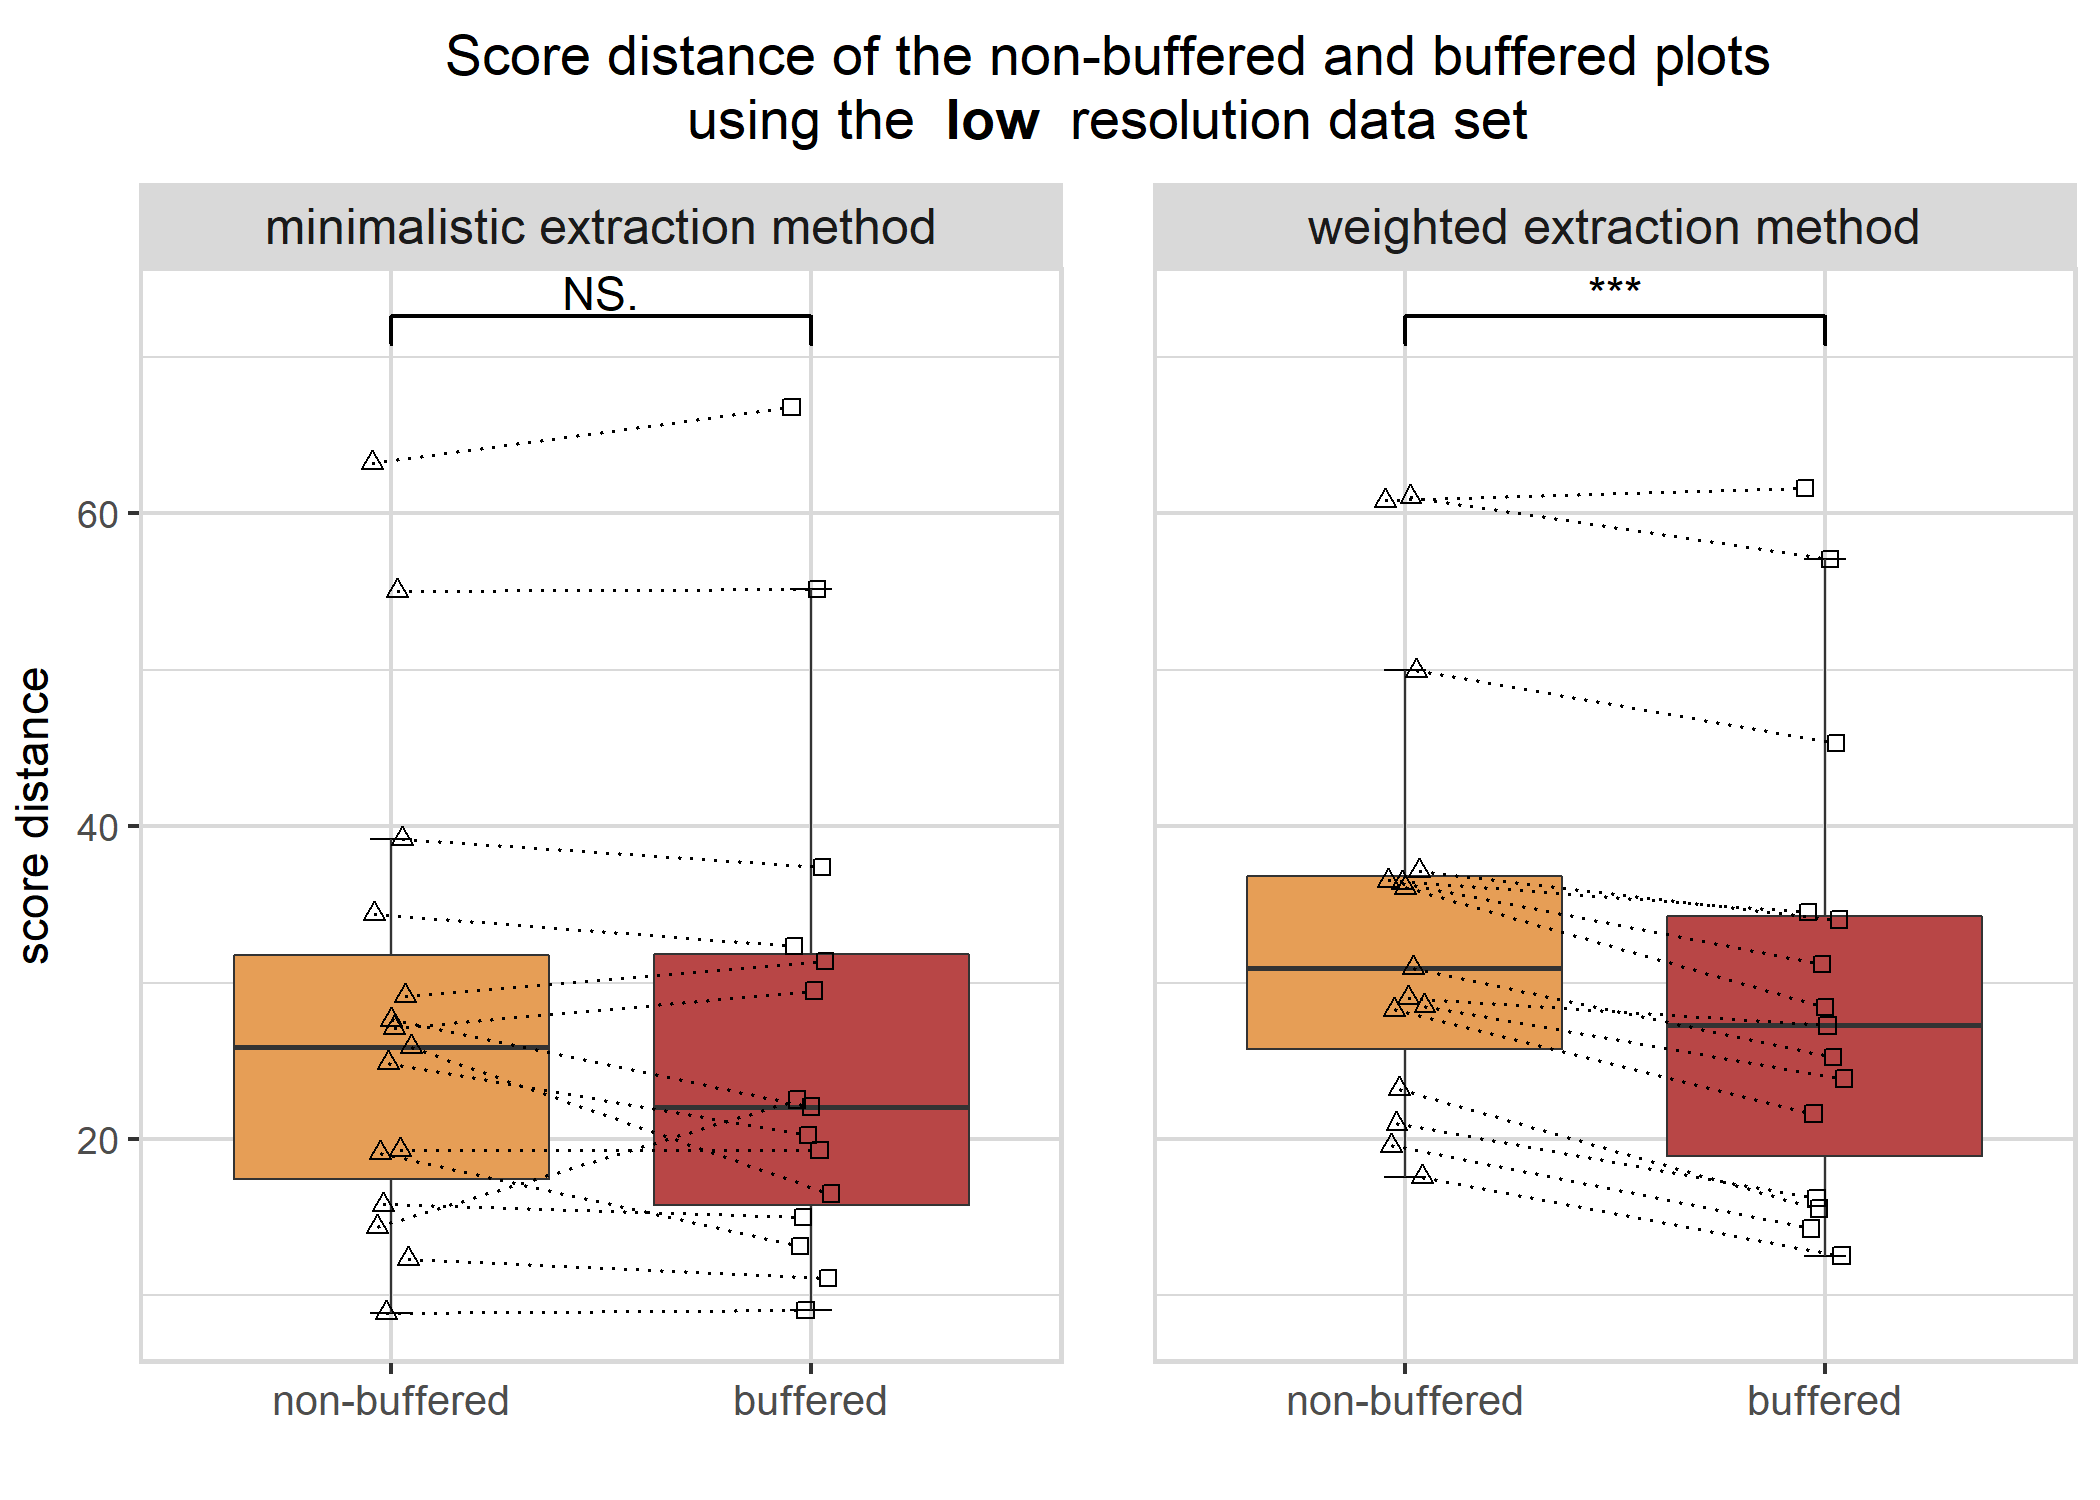 Score distance of the non-buffered and buffered plots
using the low resolution data set
minimalistic extraction method
weighted extraction method
NS.
***
score distance
60
40
20
non-buffered
buffered
non-buffered
buffered